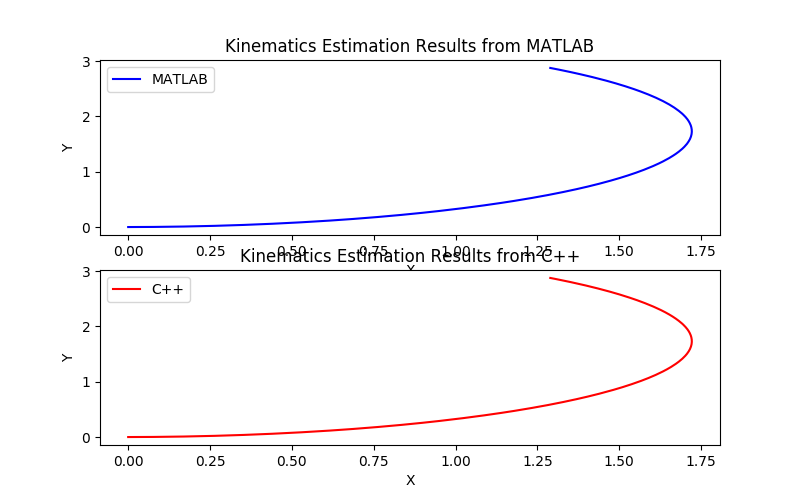 Kinematics Estimation Results from MATLAB
3
2
1
0
Y
MATLAB
0.00 0.25 0.50 0.75 1.00 1.25 1.50 1.75
X
Kinematics Estimation Results from C++
3
2
1
0
Y
C++
0.00 0.25 0.50 0.75 1.00 1.25 1.50 1.75
X